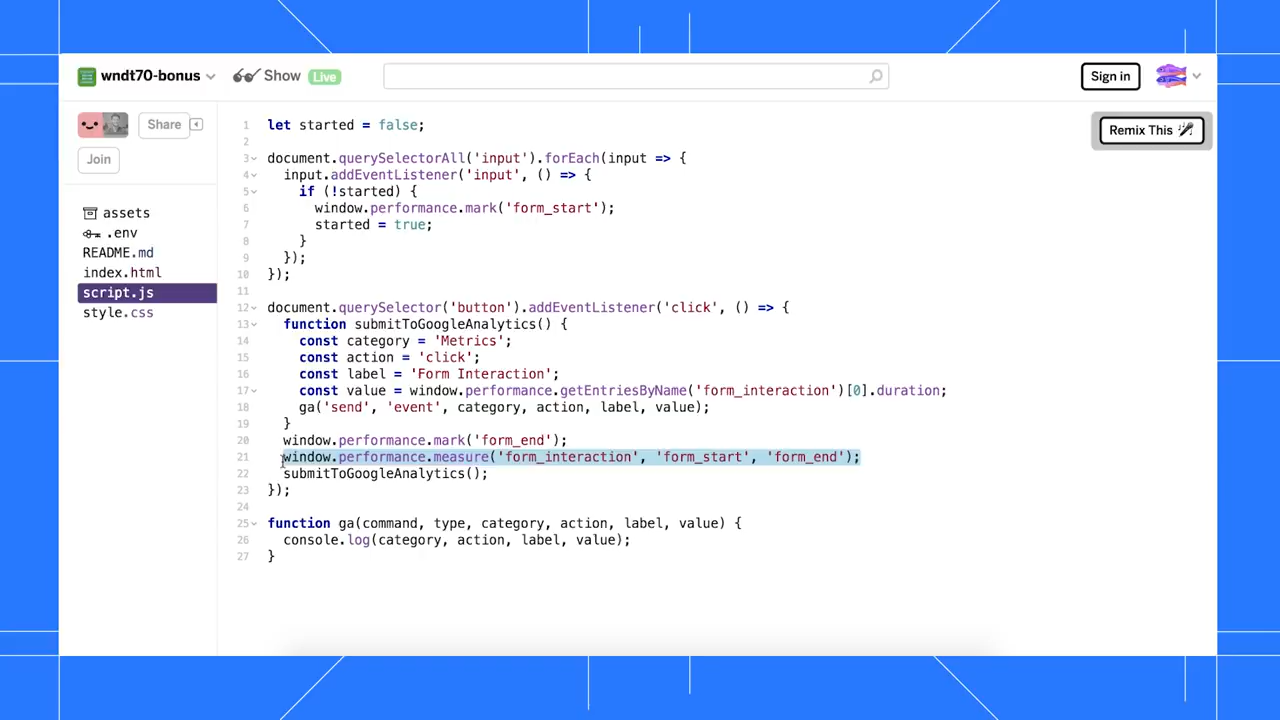 wndt70-bonus Show Live Sign in
Share
Remix This
Join
assets
.env
README.md
index.html
script.js
style.css
1 let started = false;
2
3 document.querySelectorAll('input').forEach(input => {
4 input.addEventListener('input', () => {
5 if (!started) {
6 window.performance.mark('form_start');
7 started = true;
8 }
9 });
10 });
11
12 document.querySelector('button').addEventListener('click', () => {
13 function submitToGoogleAnalytics() {
14 const category = 'Metrics';
15 const action = 'click';
16 const label = 'Form Interaction';
17 const value = window.performance.getEntriesByName('form_interaction')[0].duration;
18 ga('send', 'event', category, action, label, value);
19 }
20 window.performance.mark('form_end');
21 window.performance.measure('form_interaction', 'form_start', 'form_end');
22 submitToGoogleAnalytics();
23 });
24
25 function ga(command, type, category, action, label, value) {
26 console.log(category, action, label, value);
27 }